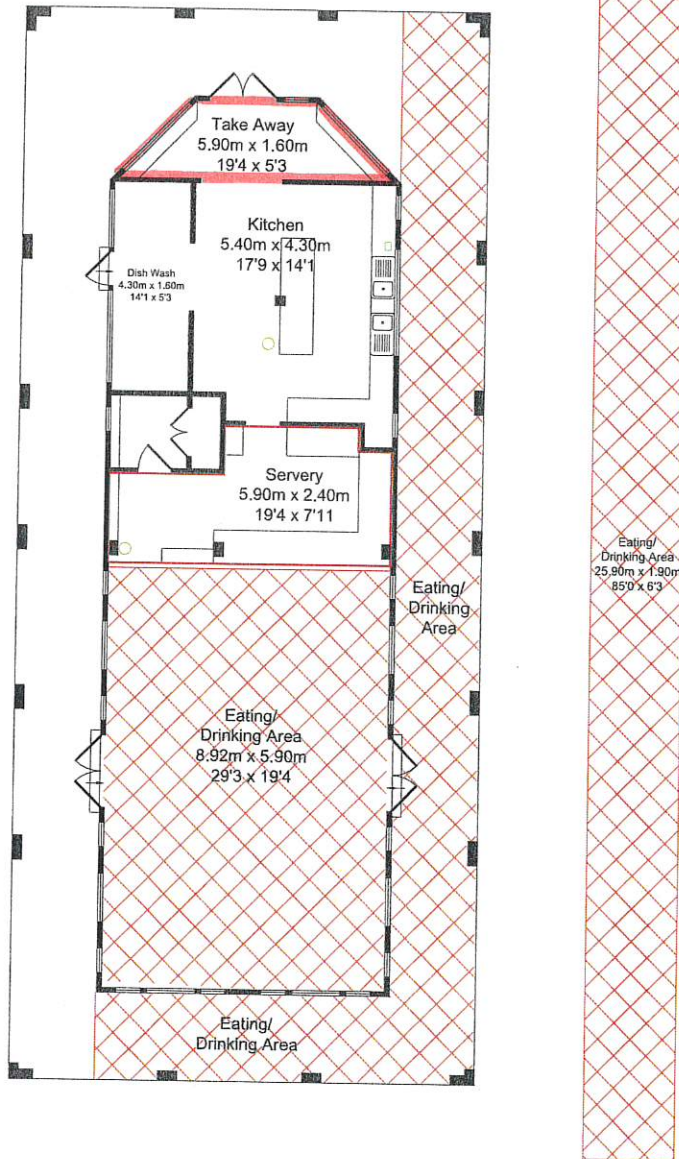 Take Away
5.90m x 1.60m
19'4 x 5'3
Kitchen
5.40m x 4.30m
17'9 x 14'1
Dish Wash
4.30m x 1.60m
14'1 x 5'3
Servery
5.90m x 2.40m
19'4 x 7'11
Eating/
Drinking
Area
Eating/
Drinking Area
25.90m x 1.90m
85'0 x 6'3
Eating/
Drinking Area
8.92m x 5.90m
29'3 x 19'4
Eating/
Drinking Area